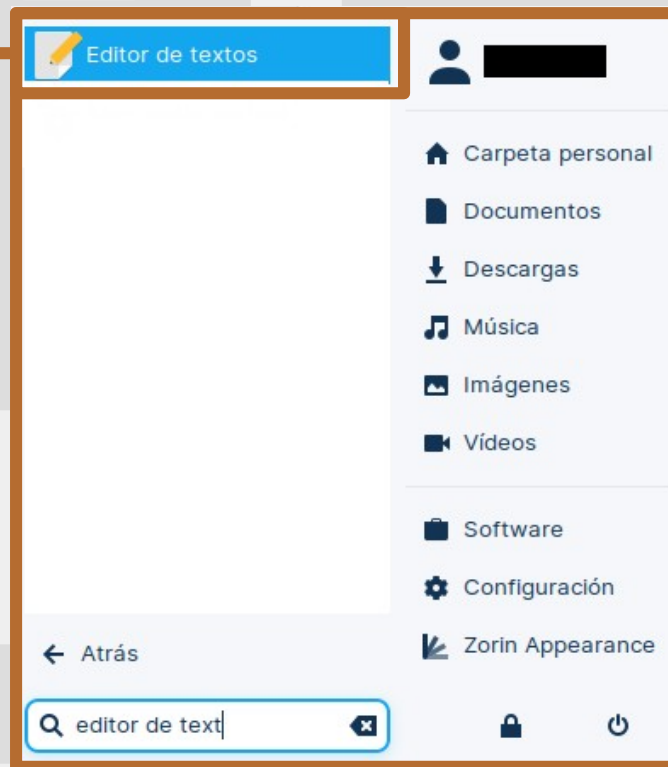 Editor de textos
Carpeta personal
Documentos
Descargas
Música
Imágenes
Vídeos
Software
Configuración
Zorin Appearance
Atrás
editor de text